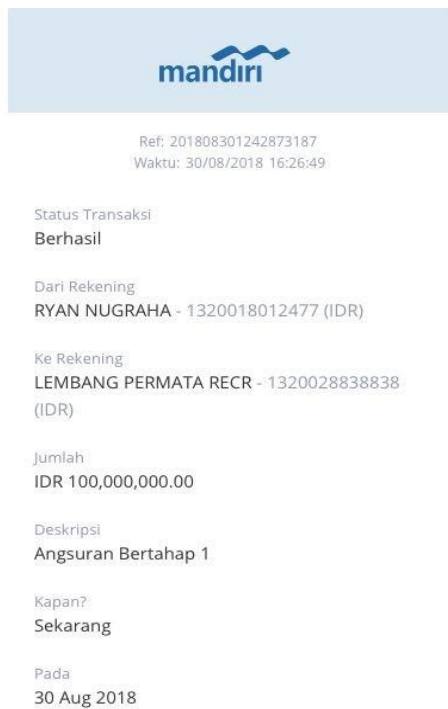 mandiri
Ref: 201808301242873187
Waktu: 30/08/2018 16:26:49
Status Transaksi
Berhasil
Dari Rekening
RYAN NUGRAHA - 1320018012477 (IDR)
Ke Rekening
LEMBANG PERMATA RECR - 1320028838838
(IDR)
Jumlah
IDR 100,000,000.00
Deskripsi
Angsuran Bertahap 1
Kapan?
Sekarang
Pada
30 Aug 2018